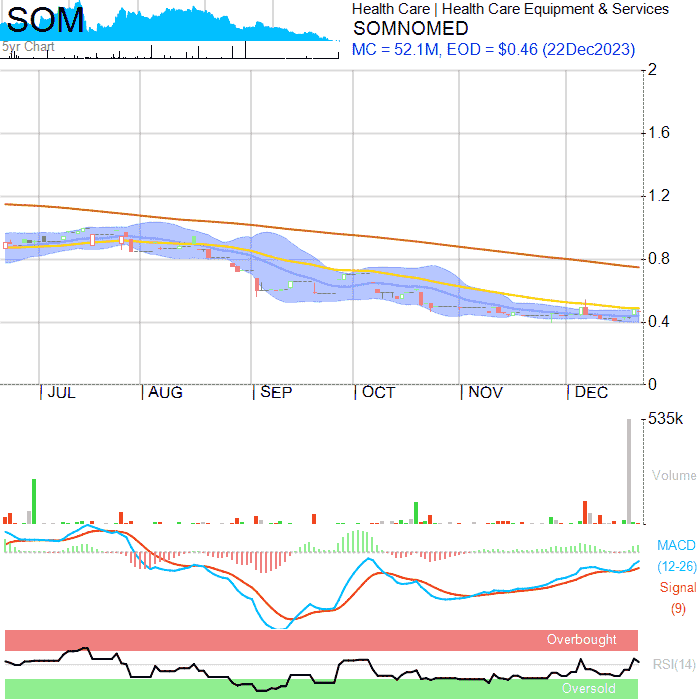 SOM
5yr Chart
Health Care | Health Care Equipment & Services
SOMNOMED
MC = 52.1M, EOD = $0.46 (22Dec2023)
2
1.6
1.2
0.8
0.4
0
| JUL | AUG | SEP | OCT | NOV | DEC
535k
Volume
MACD
(12-26)
Signal
(9)
Overbought
RSI(14)
Oversold